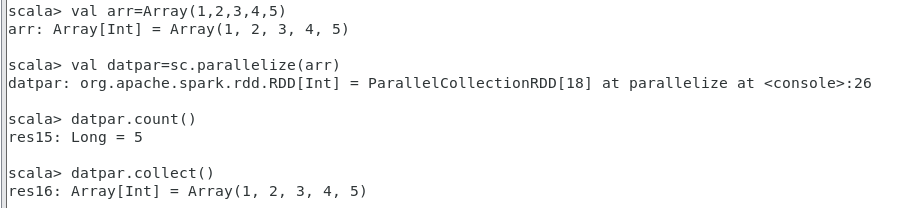 scala> val arr=Array(1,2,3,4,5)
arr: Array[Int] = Array(1, 2, 3, 4, 5)
scala> val datpar=sc.parallelize(arr)
datpar: org.apache.spark.rdd.RDD[Int] = ParallelCollectionRDD[18] at parallelize at <console>:26
scala> datpar.count()
res15: Long = 5
scala> datpar.collect()
res16: Array[Int] = Array(1, 2, 3, 4, 5)